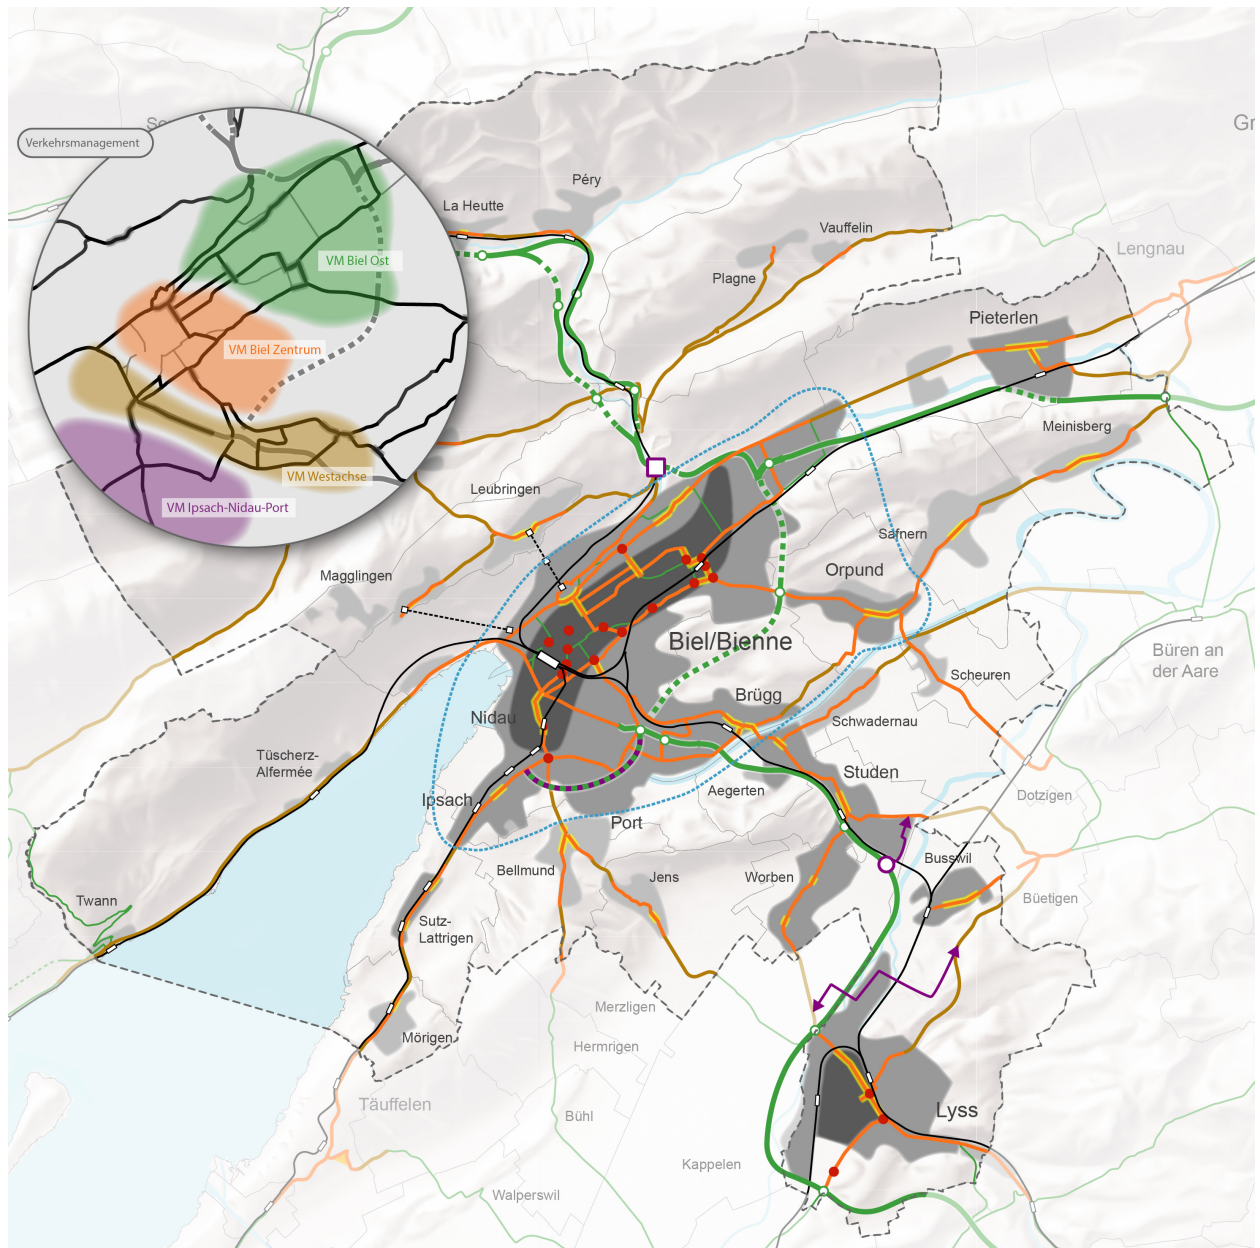 Gr
Verkehrsmanagement
Péry
La Heutte
Vauffelin
Lengnau
VM Biel Ost
Plagne
Pieterlen
VM Biel Zentrum
Meinisberg
VM Westachse
Leubringen
VM Ipsach-Nidau-Port
Safnern
Magglingen
Orpund
Biel/Bienne
Büren an
der Aare
Scheuren
Brügg
Nidau
Schwadernau
Tüscherz-
Alfermée
Studen
Aegerten
Dotzigen
Ipsach
Port
Busswil
Bellmund
Jens
Worben
Büetigen
Twann
Sutz-
Lattrigen
Merzligen
Mörigen
Hermrigen
Täuffelen
Bühl
Lyss
Kappelen
Walperswil